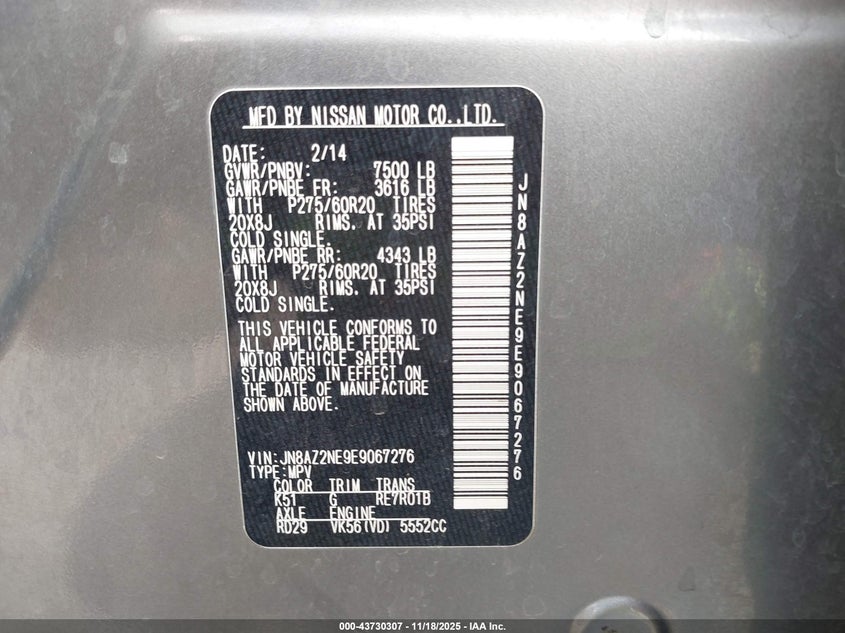 MFD BY NISSAN MOTOR CO.,LTD.
DATE: 2/14
GVWR/PNBV: 7500 LB
GAWR/PNBE FR: 3616 LB
WITH P275/60R20 TIRES
20X8J RIMS. AT 35PSI
COLD SINGLE.
GAWR/PNBE RR: 4343 LB
WITH P275/60R20 TIRES
20X8J RIMS. AT 35PSI
COLD SINGLE.
THIS VEHICLE CONFORMS TO
ALL APPLICABLE FEDERAL
MOTOR VEHICLE SAFETY
STANDARDS IN EFFECT ON
THE DATE OF MANUFACTURE
SHOWN ABOVE.
VIN:JN8AZ2NE9E9067276
TYPE:MPV
COLOR TRIM TRANS
K51 G RE7R01B
AXLE ENGINE
RD29 VK56(VD) 5552CC
JN8AZ2NE9E9067276
000-43730307 - 11/18/2025 - IAA Inc.